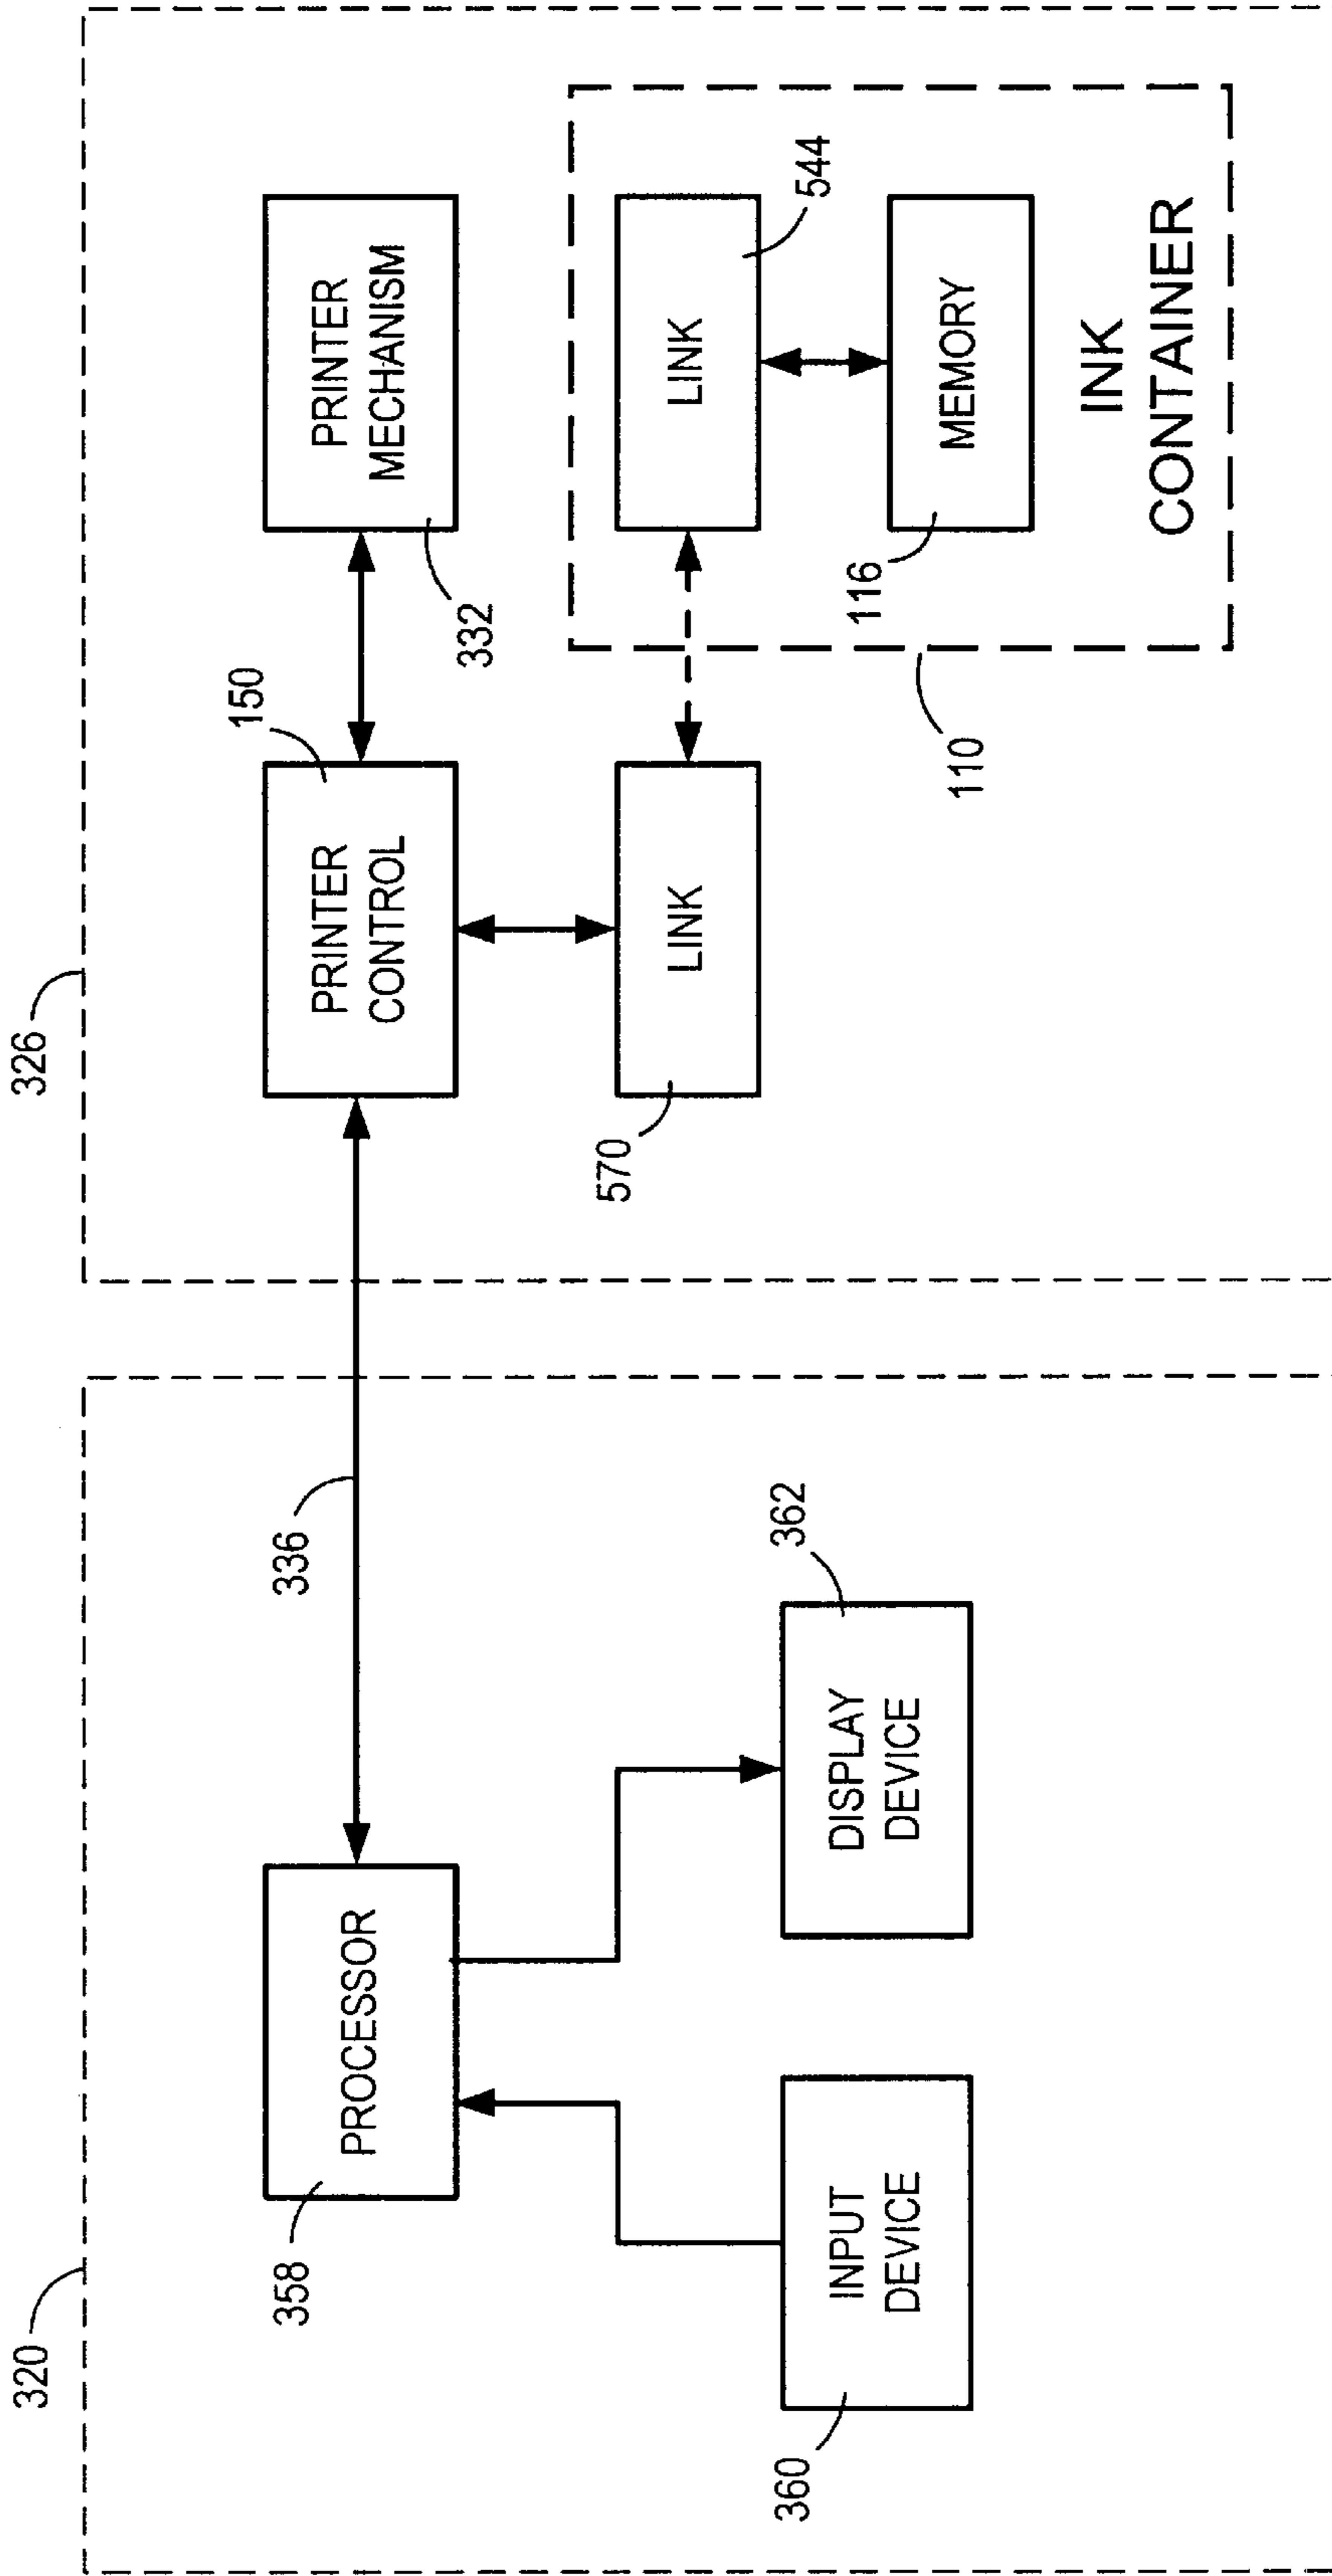 320
326
358
PROCESSOR
336
150
PRINTER
CONTROL
PRINTER
MECHANISM
332
360
INPUT
DEVICE
362
DISPLAY
DEVICE
570
LINK
LINK
544
116
MEMORY
110
INK
CONTAINER